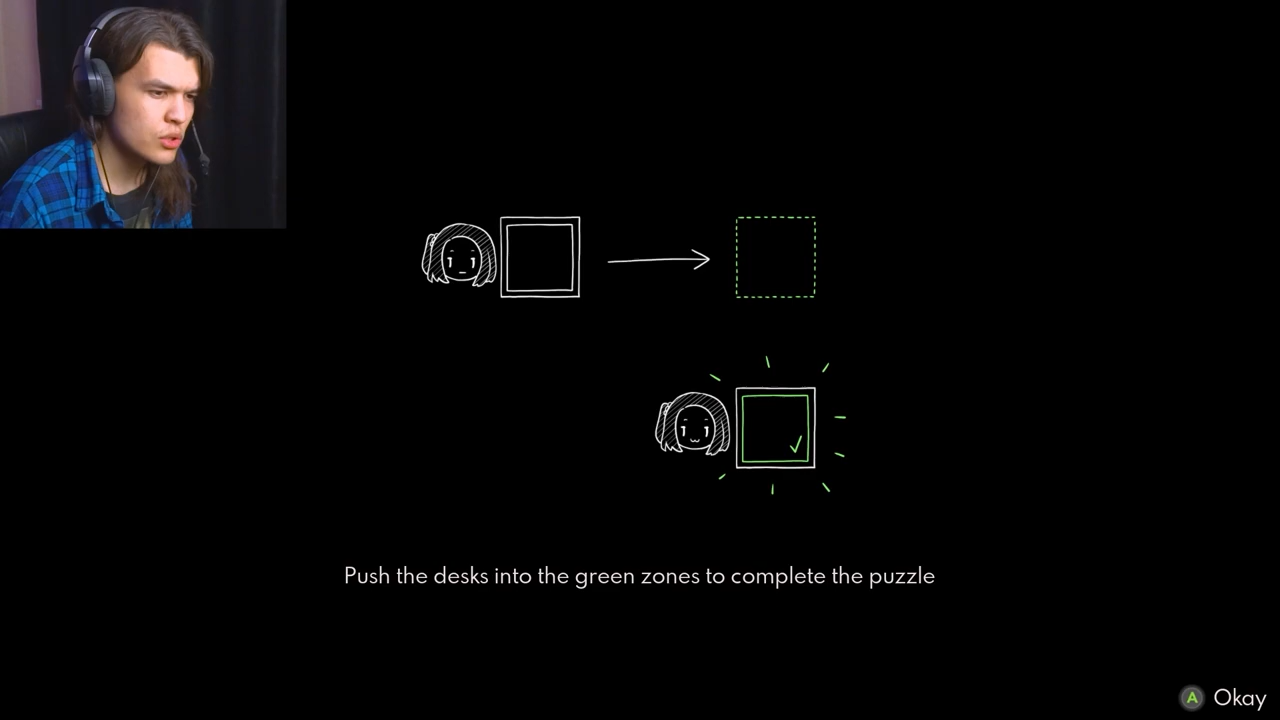 Push the desks into the green zones to complete the puzzle
A Okay